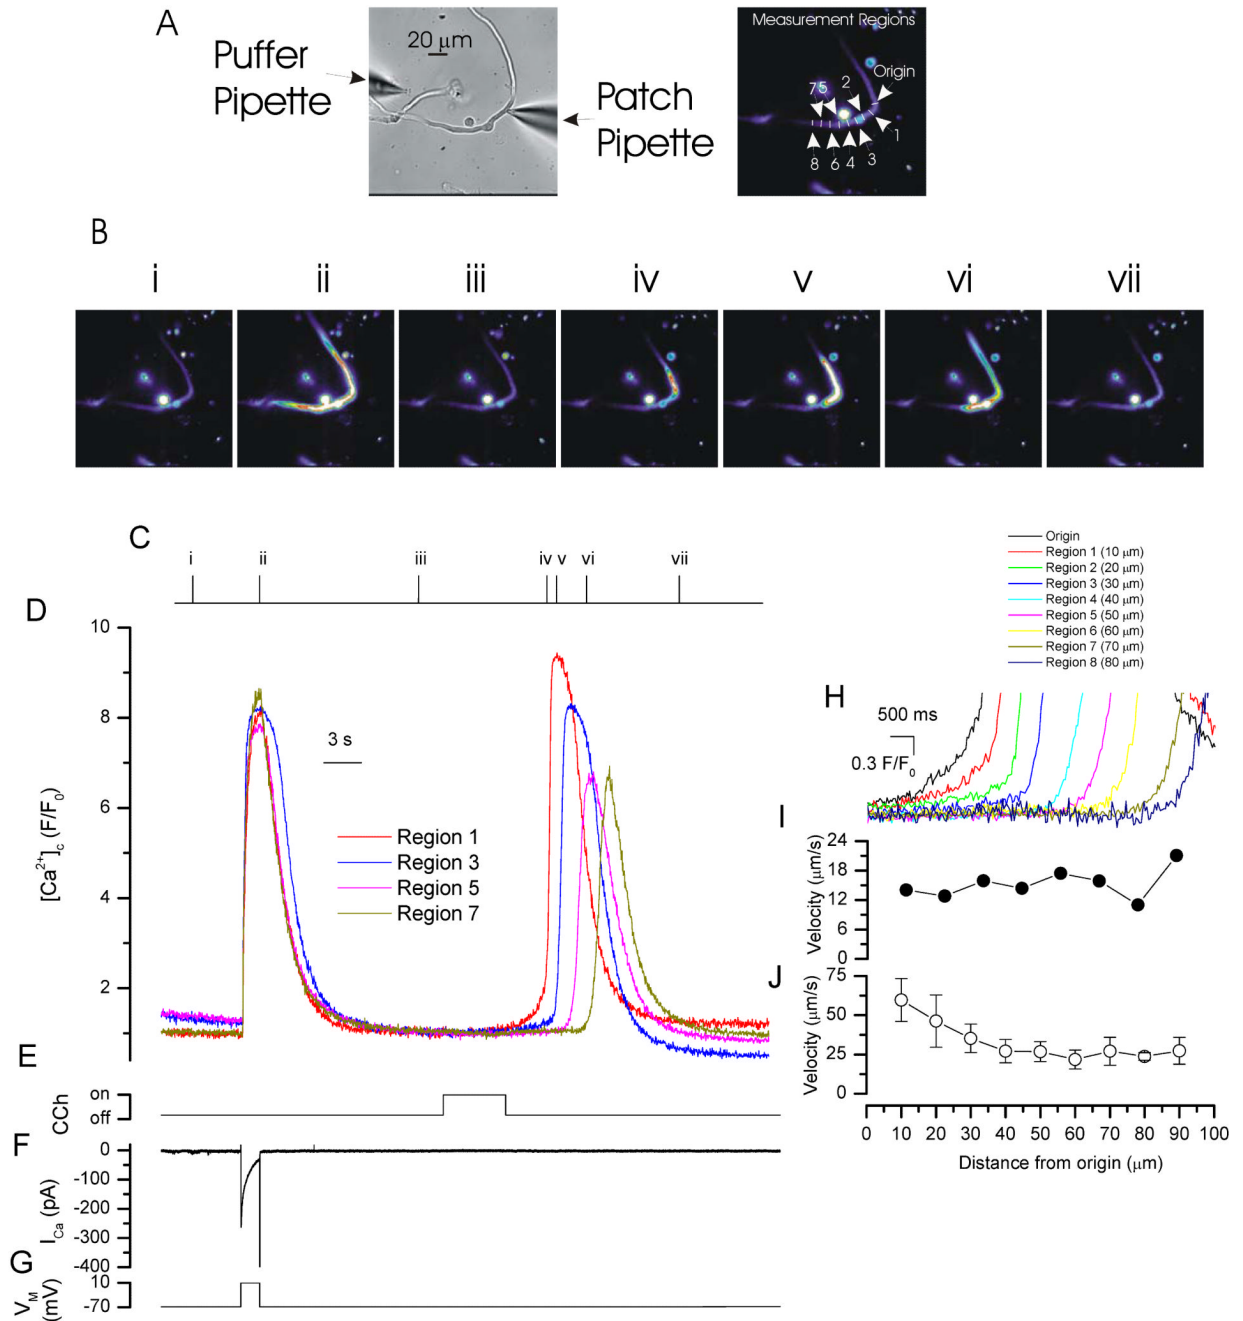 A
Puffer
Pipette
20 μm
Patch
Pipette
Measurement Regions
Origin
7 5 2
1
8 6 4 3
B
i ii iii iv v vi vii
C
i ii iii iv v vi vii
D
10
8
6
4
2
[Ca²⁺]c (F/F₀)
3 s
Region 1
Region 3
Region 5
Region 7
E
CCh
on
off
F
0
-100
-200
-300
-400
I_Ca (pA)
G
10
-70
V_M (mV)
Origin
Region 1 (10 μm)
Region 2 (20 μm)
Region 3 (30 μm)
Region 4 (40 μm)
Region 5 (50 μm)
Region 6 (60 μm)
Region 7 (70 μm)
Region 8 (80 μm)
H
500 ms
0.3 F/F₀
I
24
18
12
6
0
Velocity (μm/s)
J
75
50
25
0
Velocity (μm/s)
0 10 20 30 40 50 60 70 80 90 100
Distance from origin (μm)